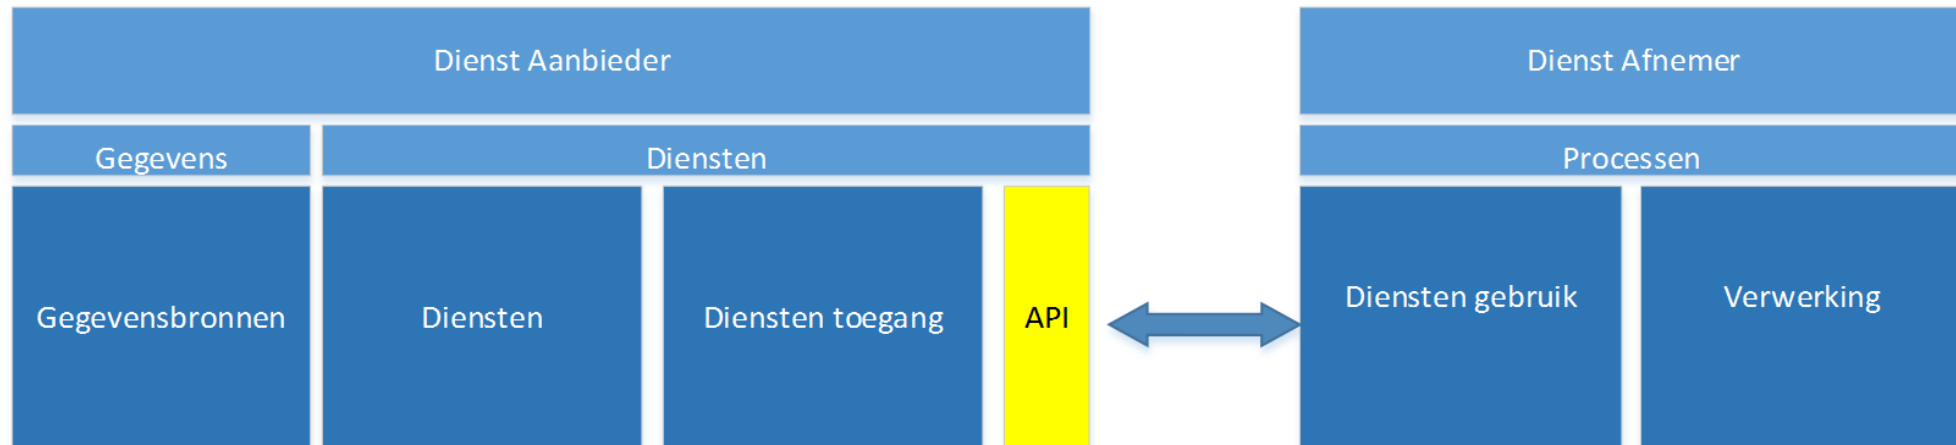 Dienst Aanbieder
Dienst Afnemer
Gegevens
Diensten
Processen
Gegevensbronnen
Diensten
Diensten toegang
API
Diensten gebruik
Verwerking